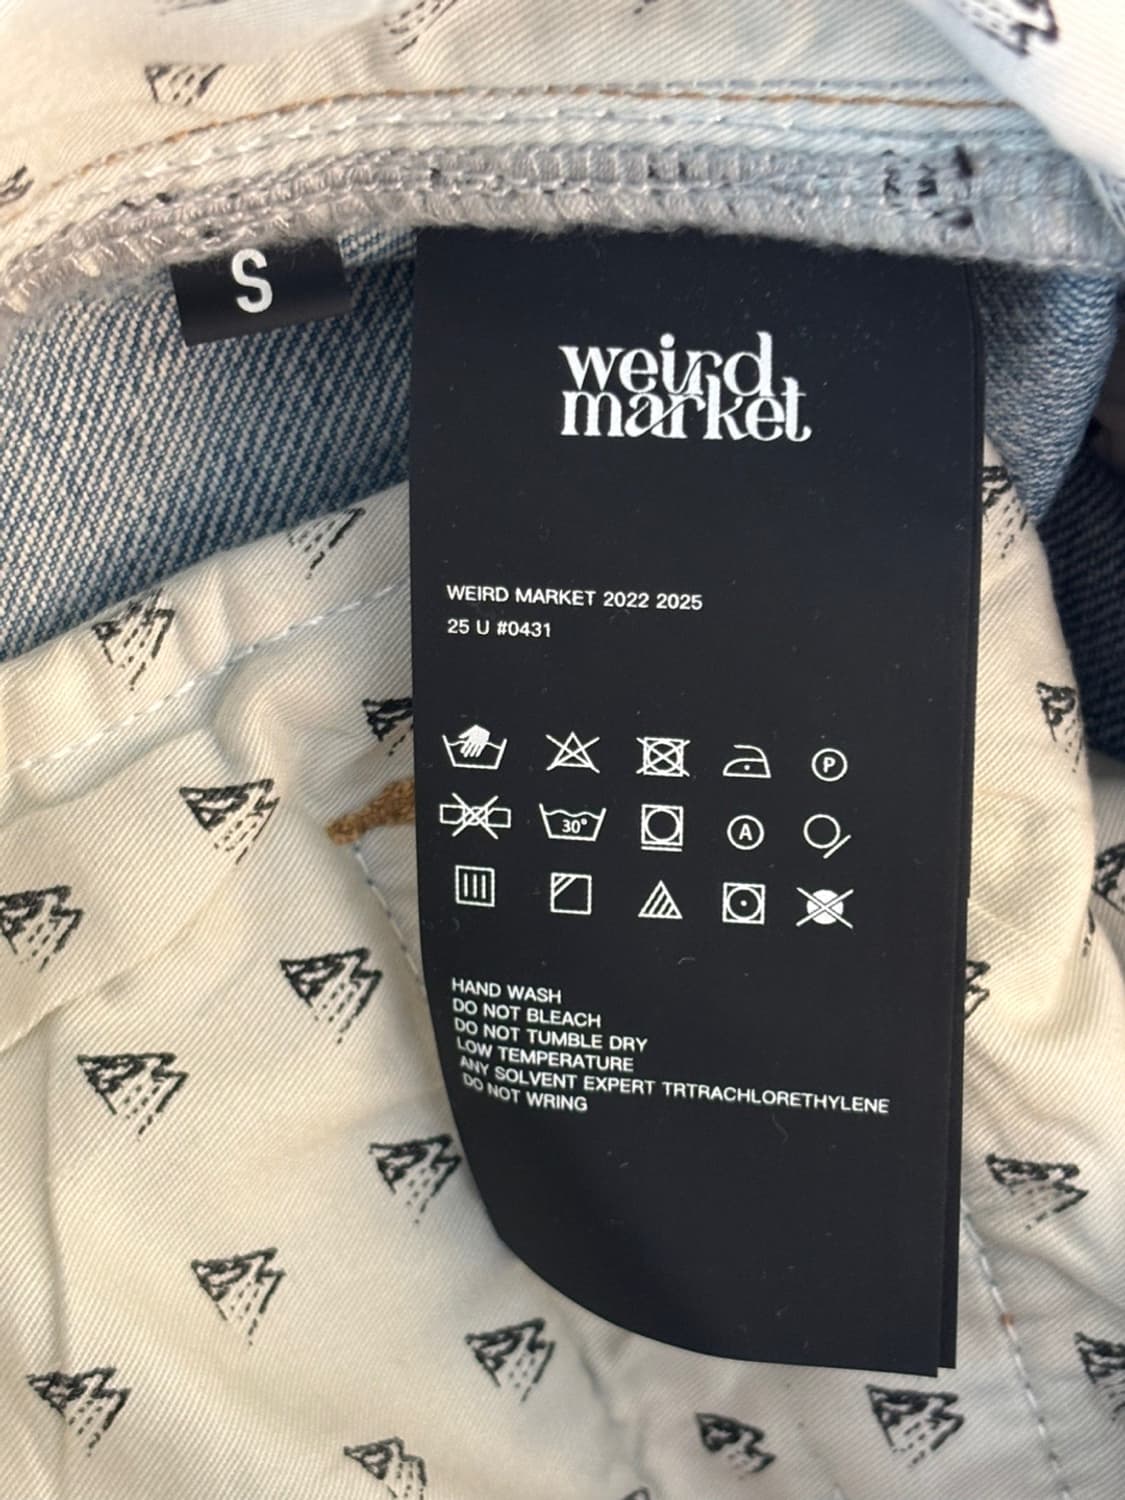 S
weird
market
WEIRD MARKET 2022 2025
25 U #0431
P
30°
A
HAND WASH
DO NOT BLEACH
DO NOT TUMBLE DRY
LOW TEMPERATURE
ANY SOLVENT EXPERT TRTRACHLORETHYLENE
DO NOT WRING